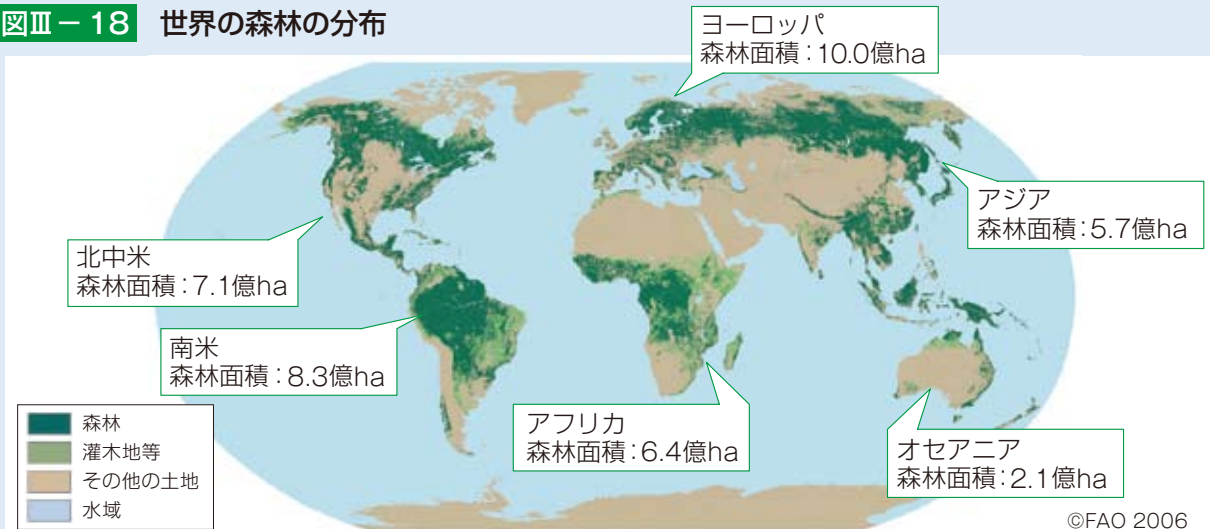 図Ⅲ－18 世界の森林の分布
ヨーロッパ
森林面積：10.0億ha
アジア
森林面積：5.7億ha
北中米
森林面積：7.1億ha
南米
森林面積：8.3億ha
アフリカ
森林面積：6.4億ha
オセアニア
森林面積：2.1億ha
森林
灌木地等
その他の土地
水域
©FAO 2006